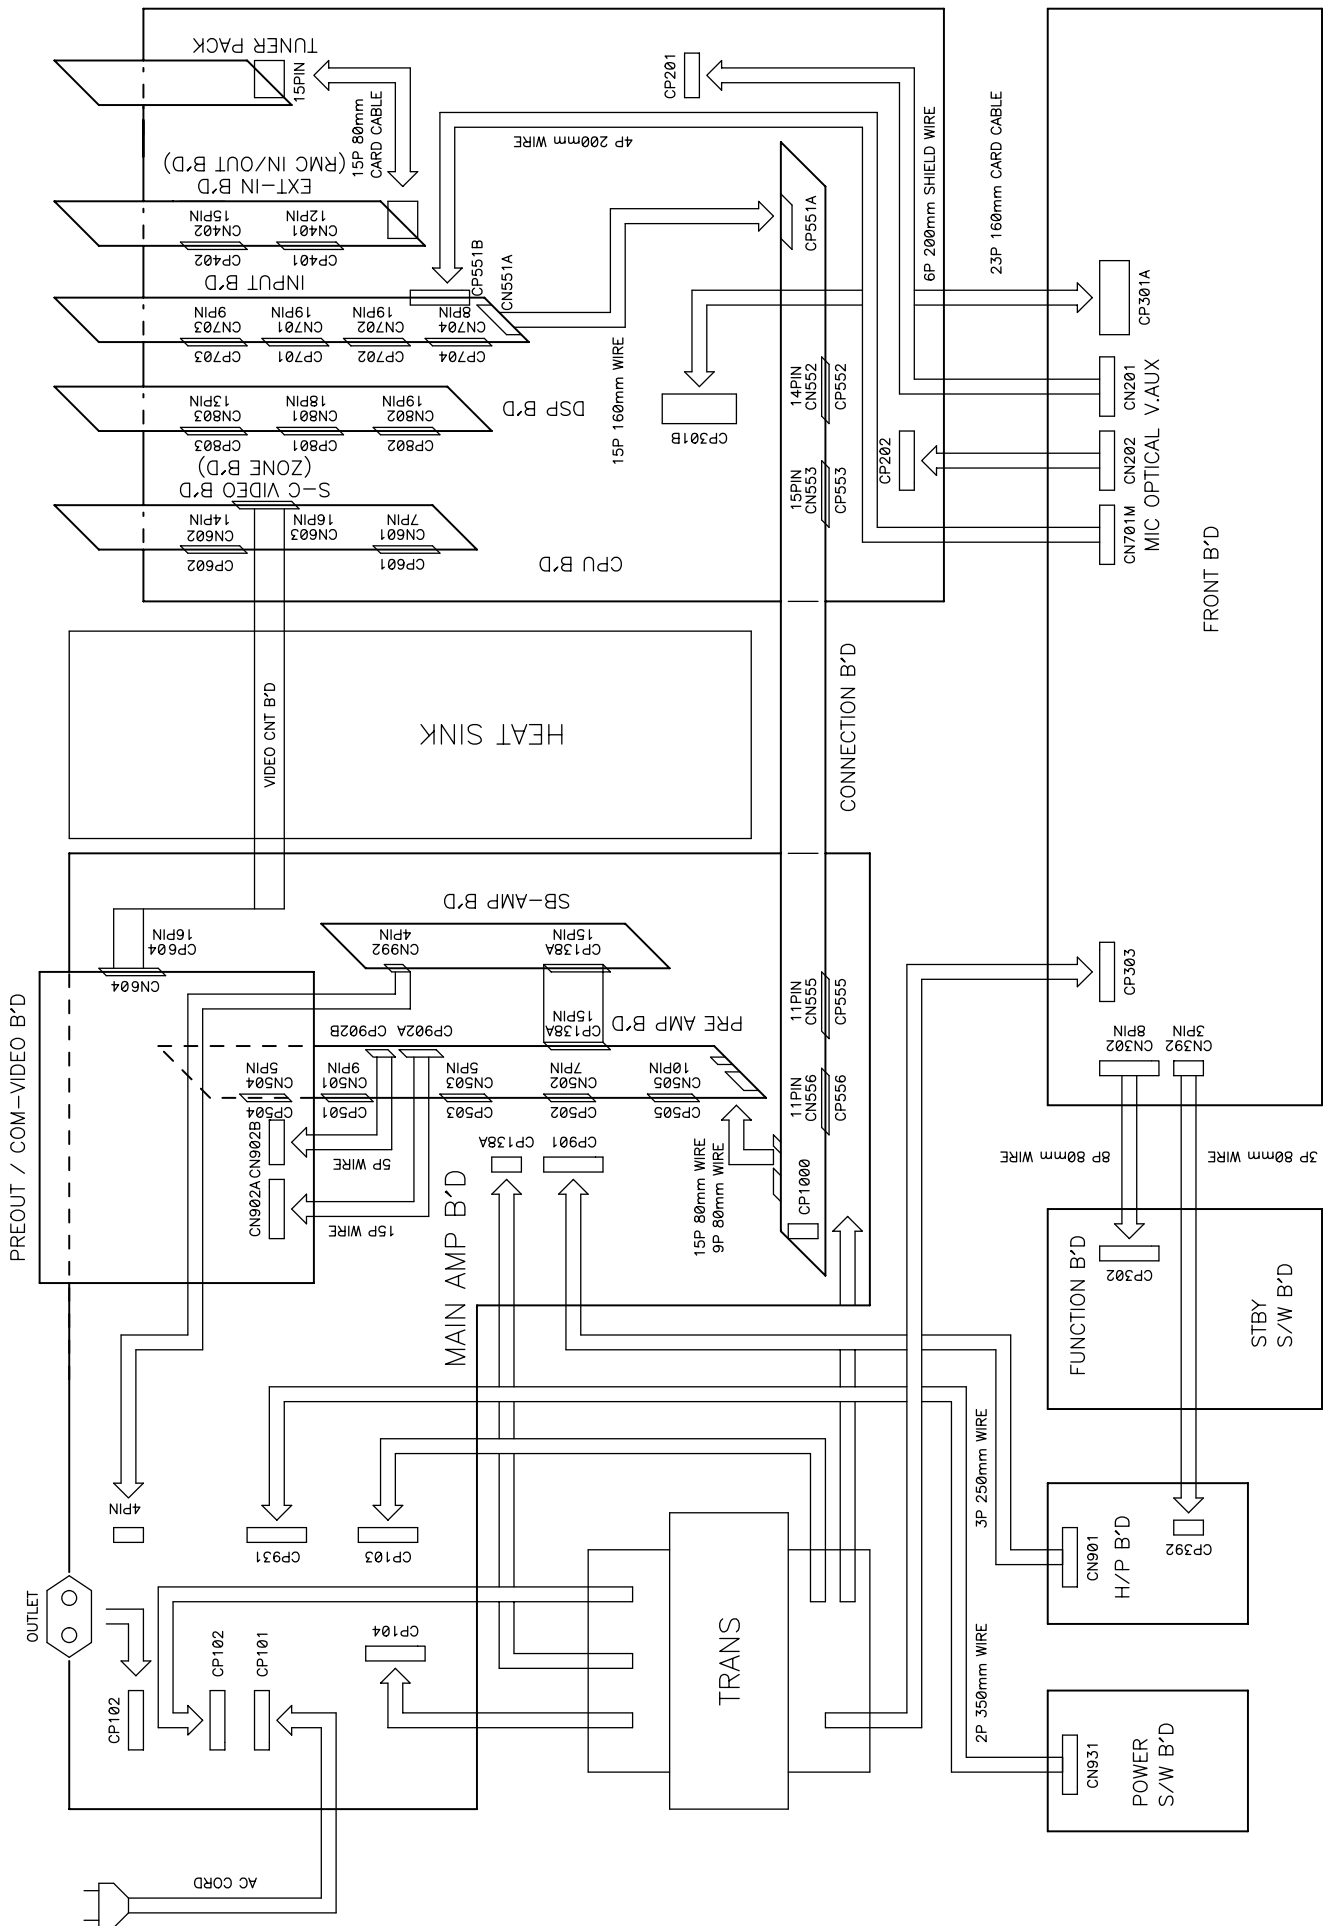 TUNER PACK
15PIN
15P 80mm
CARD CABLE
(RMC IN/OUT B'D)
EXT-IN B'D
15PIN
CN402
CP402
12PIN
CN401
CP401
INPUT B'D
9PIN
CN703
CP703
19PIN
CN701
CP701
19PIN
CN702
CP702
8PIN
CN704
CP704
CP551B
CN551A
DSP B'D
13PIN
CN803
CP803
18PIN
CN801
CP801
19PIN
CN802
CP802
(ZONE B'D)
S-C VIDEO B'D
14PIN
CN602
CP602
16PIN
CN603
7PIN
CN601
CP601
CPU B'D
CP201
4P 200mm WIRE
CP551A
15P 160mm WIRE
CP301B
14PIN
CN552
CP552
15PIN
CN553
CP553
CP202
6P 200mm SHIELD WIRE
23P 160mm CARD CABLE
CP301A
CN201
V.AUX
CN202
OPTICAL
CN701M
MIC
FRONT B'D
HEAT SINK
VIDEO CNT B'D
CONNECTION B'D
SB-AMP B'D
4PIN
CN992
15PIN
CP138A
16PIN
CP604
CN604
PREOUT / COM-VIDEO B'D
PRE AMP B'D
15PIN
CP138A
CP902B
CP902A
5PIN
CN504
CP504
9PIN
CN501
CP501
5PIN
CN503
CP503
7PIN
CN502
CP502
10PIN
CN505
CP505
CN902B
CN902A
5P WIRE
15P WIRE
CP138A
CP901
MAIN AMP B'D
15P 80mm WIRE
9P 80mm WIRE
CP1000
11PIN
CN555
CP555
11PIN
CN556
CP556
CP303
8PIN
CN302
3PIN
CN392
8P 80mm WIRE
3P 80mm WIRE
FUNCTION B'D
CP302
STBY
S/W B'D
4PIN
CP931
CP103
OUTLET
CP102
CP102
CP101
CP104
TRANS
3P 250mm WIRE
2P 350mm WIRE
CN901
H/P B'D
CP392
CN931
POWER
S/W B'D
AC CORD